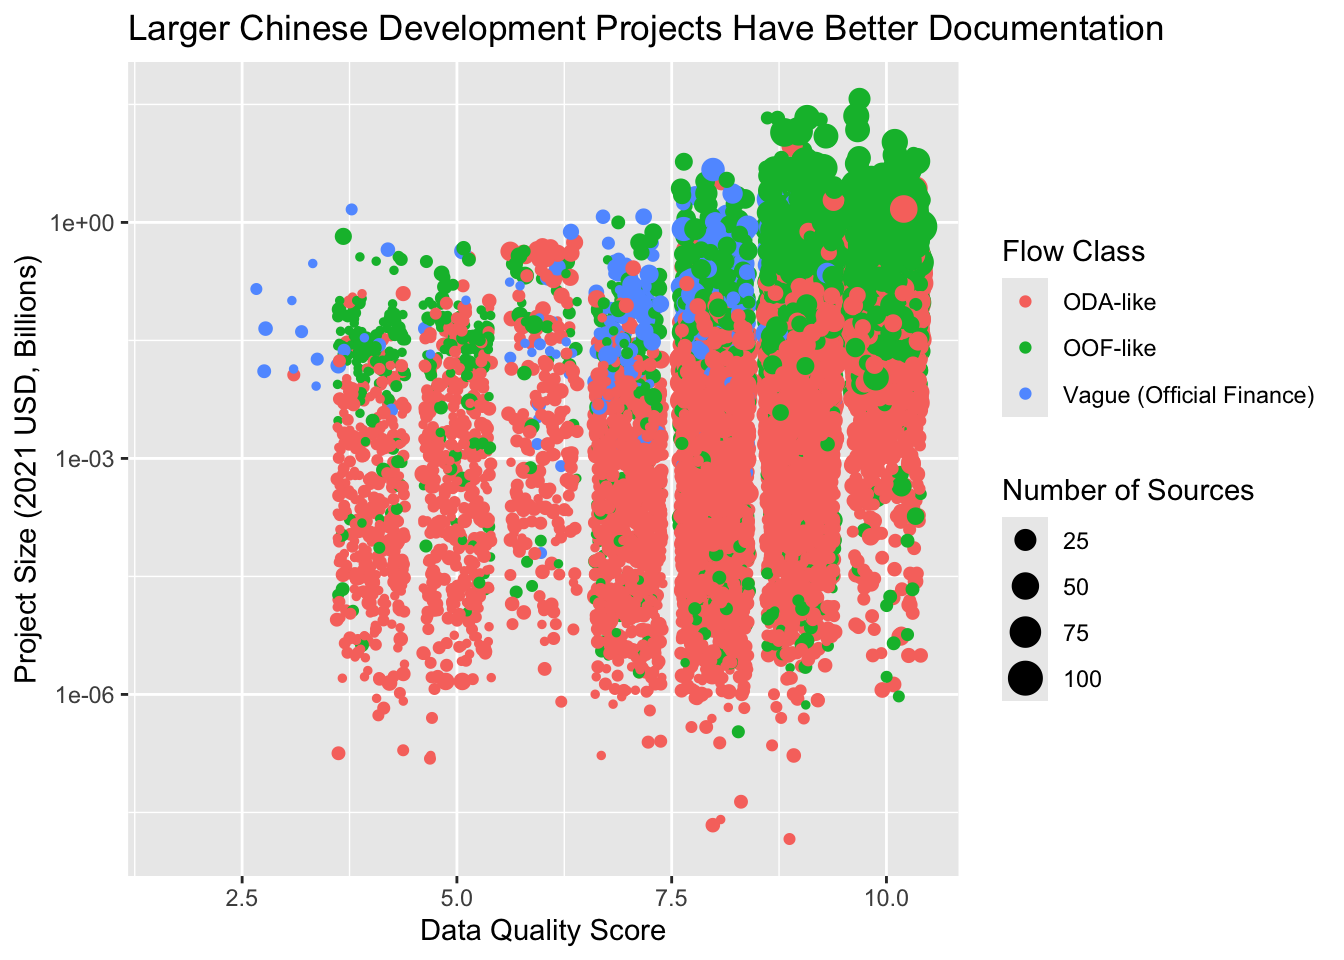 Larger Chinese Development Projects Have Better Documentation
Project Size (2021 USD, Billions)
1e+00
1e-03
1e-06
2.5 5.0 7.5 10.0
Data Quality Score
Flow Class
ODA-like
OOF-like
Vague (Official Finance)
Number of Sources
25
50
75
100